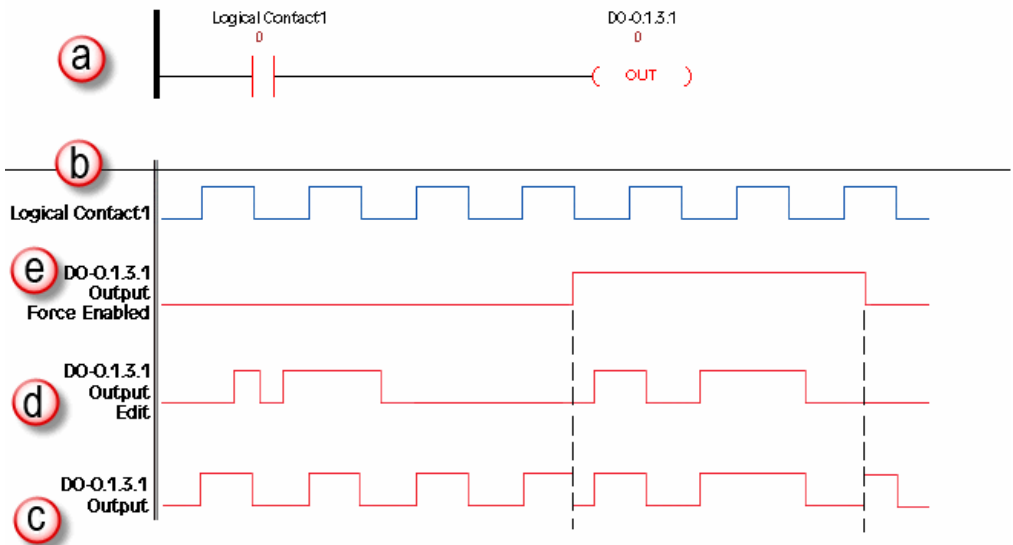 Logical Contact1
DO-0.1.3.1
0
0
a
OUT
b
Logical Contact1
e
DO-0.1.3.1
Output
Force Enabled
DO-0.1.3.1
Output
Edit
d
DO-0.1.3.1
Output
c